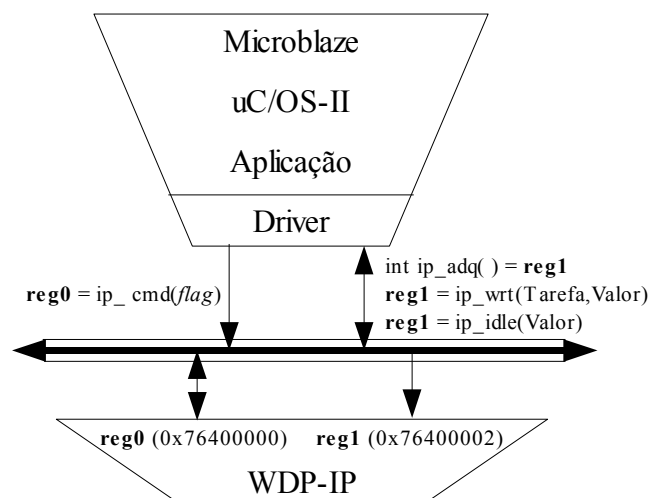 Microblaze
uC/OS-II
Aplicação
Driver
reg0 = ip_ cmd(flag)
int ip_adq( ) = reg1
reg1 = ip_wrt(Tarefa,Valor)
reg1 = ip_idle(Valor)
reg0 (0x76400000) reg1 (0x76400002)
WDP-IP